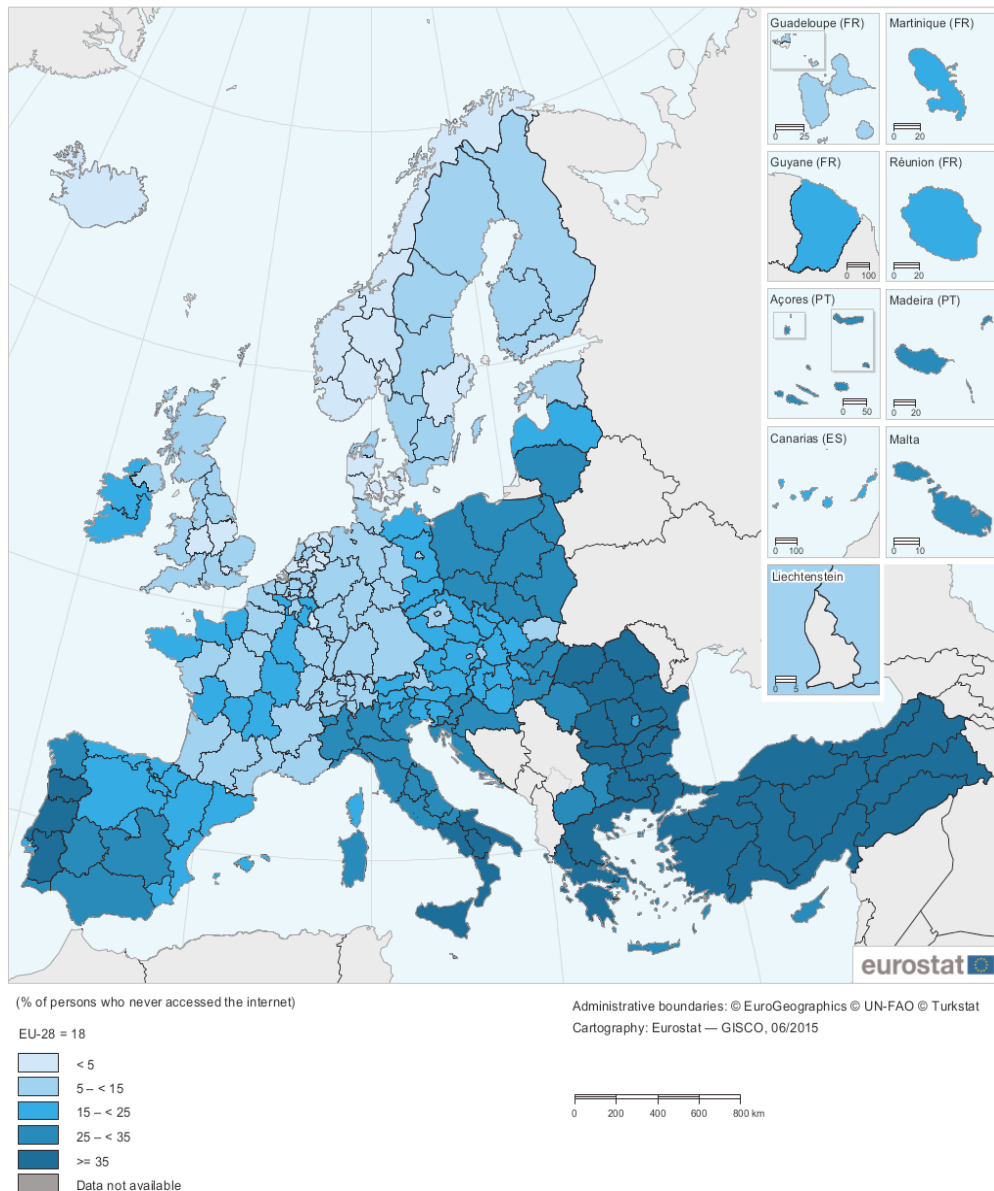 Guadeloupe (FR)
0 25
Martinique (FR)
0 20
Guyane (FR)
0 100
Réunion (FR)
0 20
Açores (PT)
0 50
Madeira (PT)
0 20
Canarias (ES)
0 100
Malta
0 10
Liechtenstein
0 5
eurostat
(% of persons who never accessed the internet)
EU-28 = 18
< 5
5 – < 15
15 – < 25
25 – < 35
>= 35
Data not available
Administrative boundaries: © EuroGeographics © UN-FAO © Turkstat
Cartography: Eurostat — GISCO, 06/2015
0 200 400 600 800 km